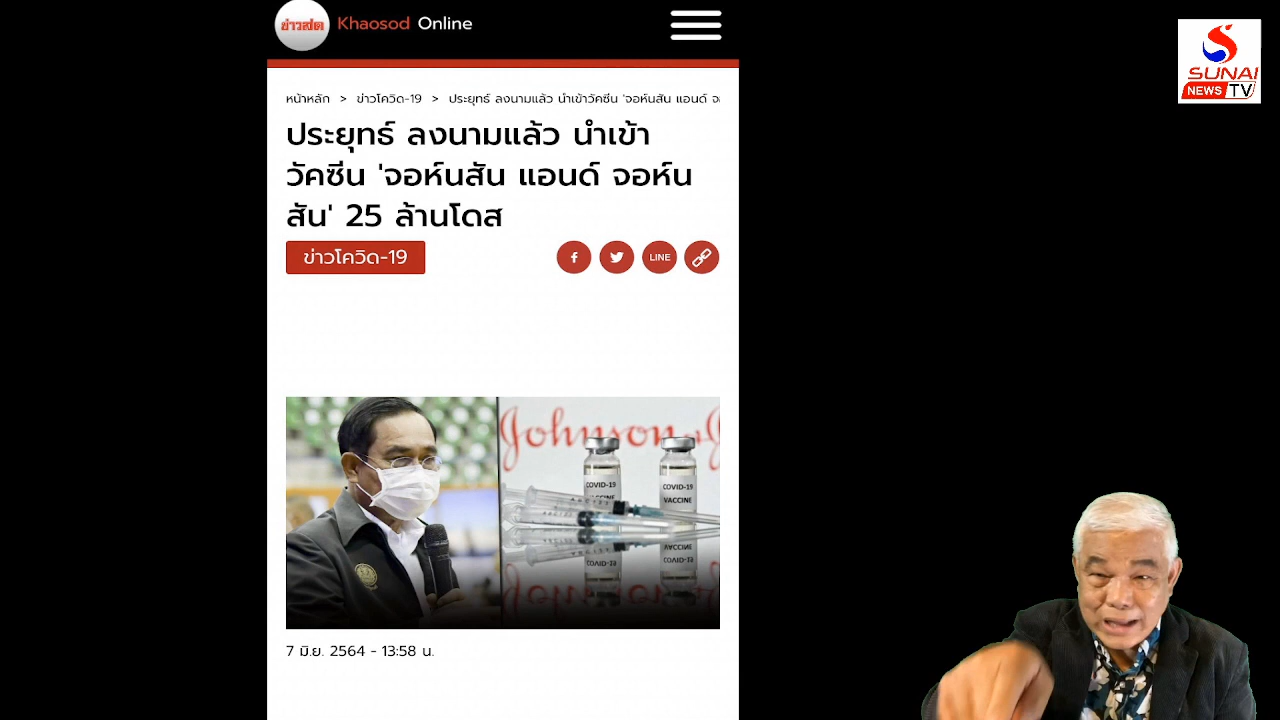 ข่าวสด
Khaosod Online
SUNAI
NEWS TV
หน้าหลัก > ข่าวโควิด-19 > ประยุทธ์ ลงนามแล้ว นำเข้าวัคซีน 'จอห์นสัน แอนด์ จอ
ประยุทธ์ ลงนามแล้ว นำเข้า
วัคซีน 'จอห์นสัน แอนด์ จอห์น
สัน' 25 ล้านโดส
ข่าวโควิด-19
LINE
Johnson & J
COVID-19
VACCINE
COVID-19
VACCINE
7 มิ.ย. 2564 - 13:58 น.